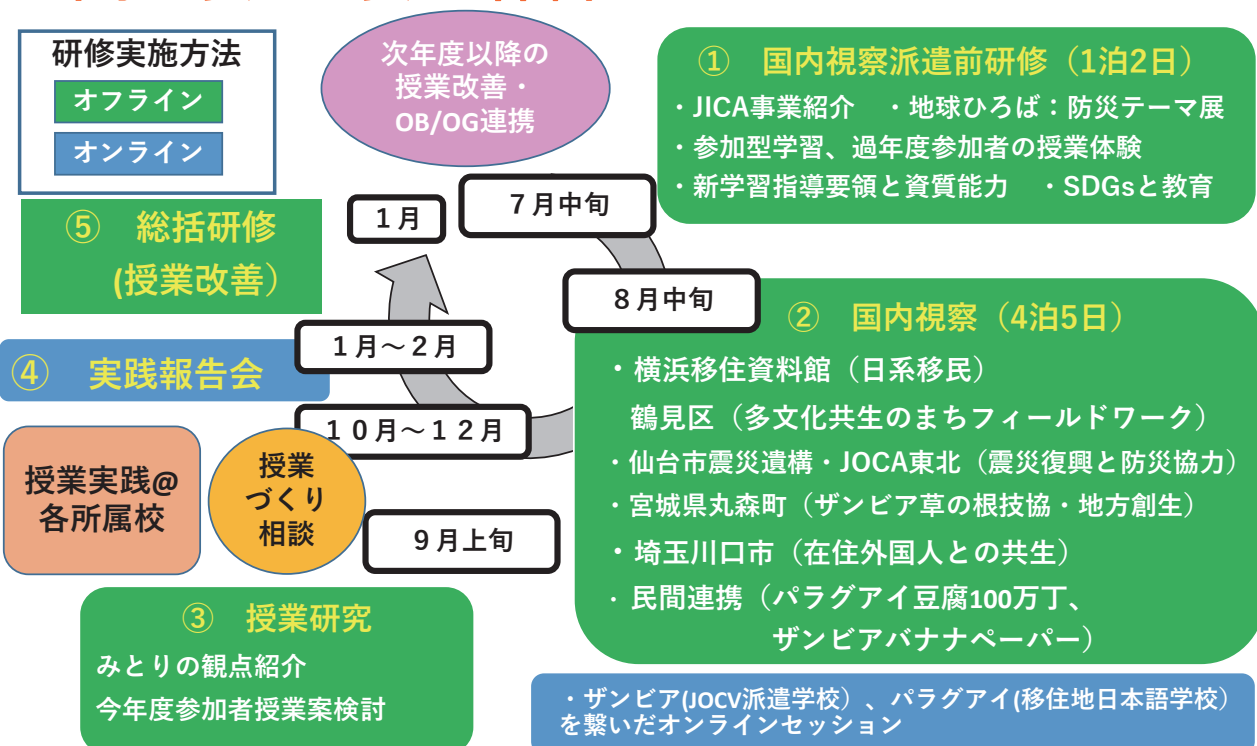 研修実施方法
オフライン
オンライン
次年度以降の
授業改善・
OB/OG連携
① 国内視察派遣前研修（1泊2日）
・JICA事業紹介 ・地球ひろば：防災テーマ展
・参加型学習、過年度参加者の授業体験
・新学習指導要領と資質能力 ・SDGsと教育
７月中旬
８月中旬
② 国内視察（4泊5日）
・横浜移住資料館（日系移民）
鶴見区（多文化共生のまちフィールドワーク）
・仙台市震災遺構・JOCA東北（震災復興と防災協力）
・宮城県丸森町（ザンビア草の根技協・地方創生）
・埼玉川口市（在住外国人との共生）
・民間連携（パラグアイ豆腐100万丁、
ザンビアバナナペーパー）
・ザンビア(JOCV派遣学校）、パラグアイ(移住地日本語学校）
を繋いだオンラインセッション
９月上旬
③ 授業研究
みとりの観点紹介
今年度参加者授業案検討
１０月～１２月
授業
づくり
相談
授業実践@
各所属校
１月～２月
④ 実践報告会
１月
⑤ 総括研修
(授業改善）